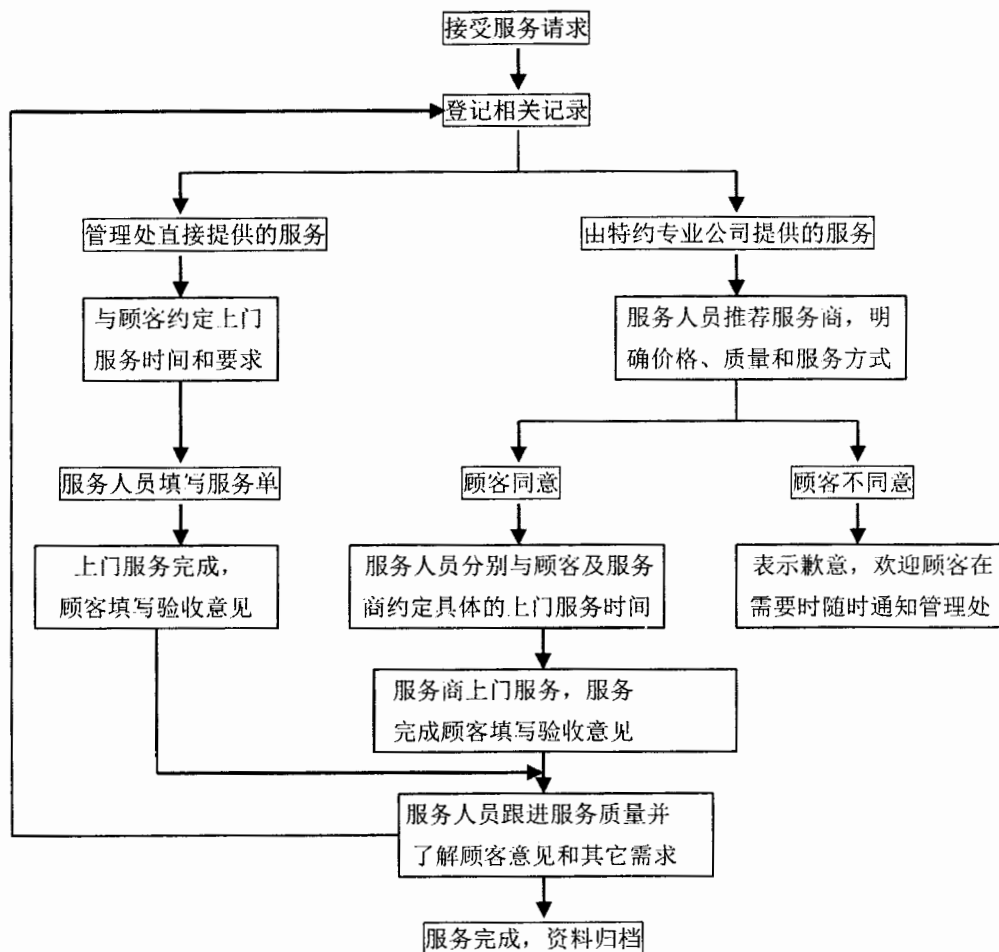 接受服务请求
登记相关记录
管理处直接提供的服务
由特约专业公司提供的服务
与顾客约定上门
服务时间和要求
服务人员推荐服务商，明
确价格、质量和服务方式
服务人员填写服务单
顾客同意
顾客不同意
上门服务完成，
顾客填写验收意见
服务人员分别与顾客及服务
商约定具体的上门服务时间
表示歉意，欢迎顾客在
需要时随时通知管理处
服务商上门服务，服务
完成顾客填写验收意见
服务人员跟进服务质量并
了解顾客意见和其它需求
服务完成，资料归档